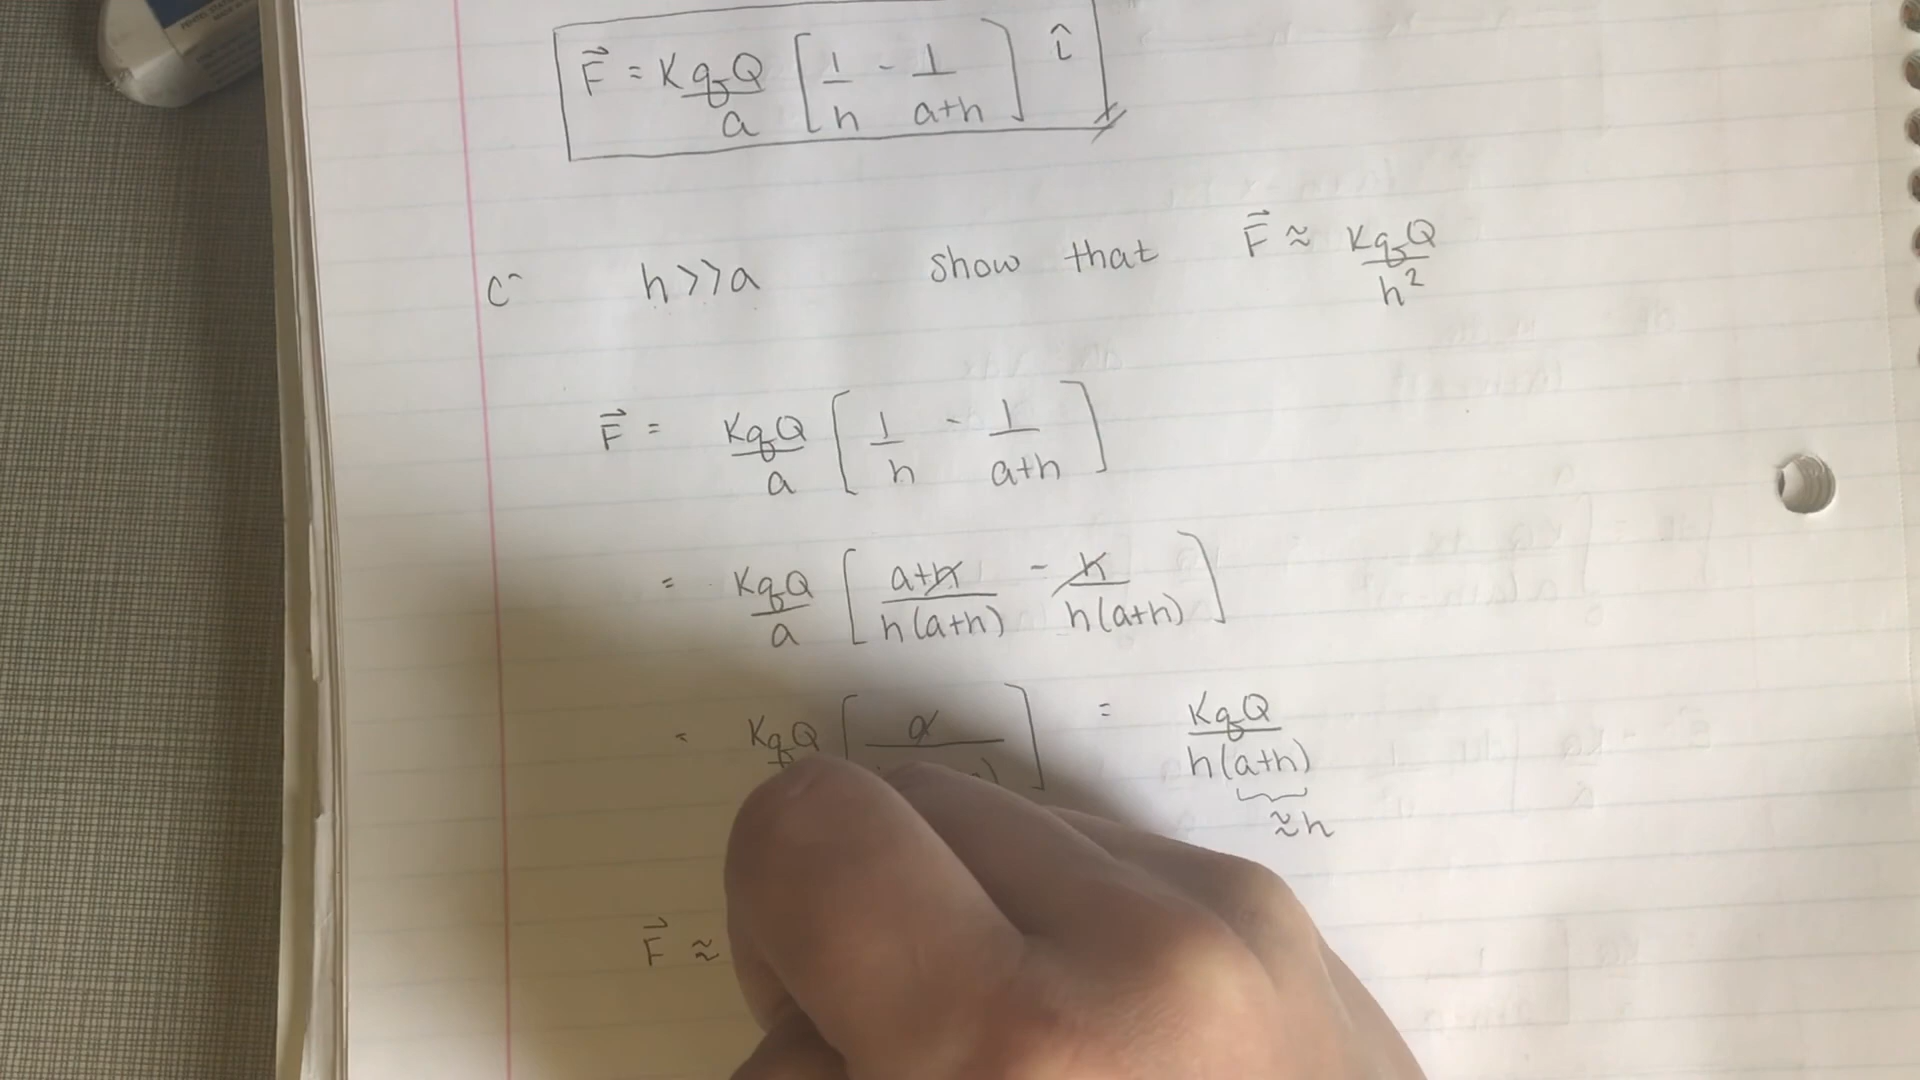 F⃗ = KqQ/a [1/h - 1/(a+h)] î
c- h>>a show that F⃗ ≈ KqQ/h²
F⃗ = KqQ/a [1/h - 1/(a+h)]
= KqQ/a [(a+h)/(h(a+h)) - h/(h(a+h))]
= KqQ [a/ )] = KqQ/(h(a+h))
≈h
F⃗ ≈